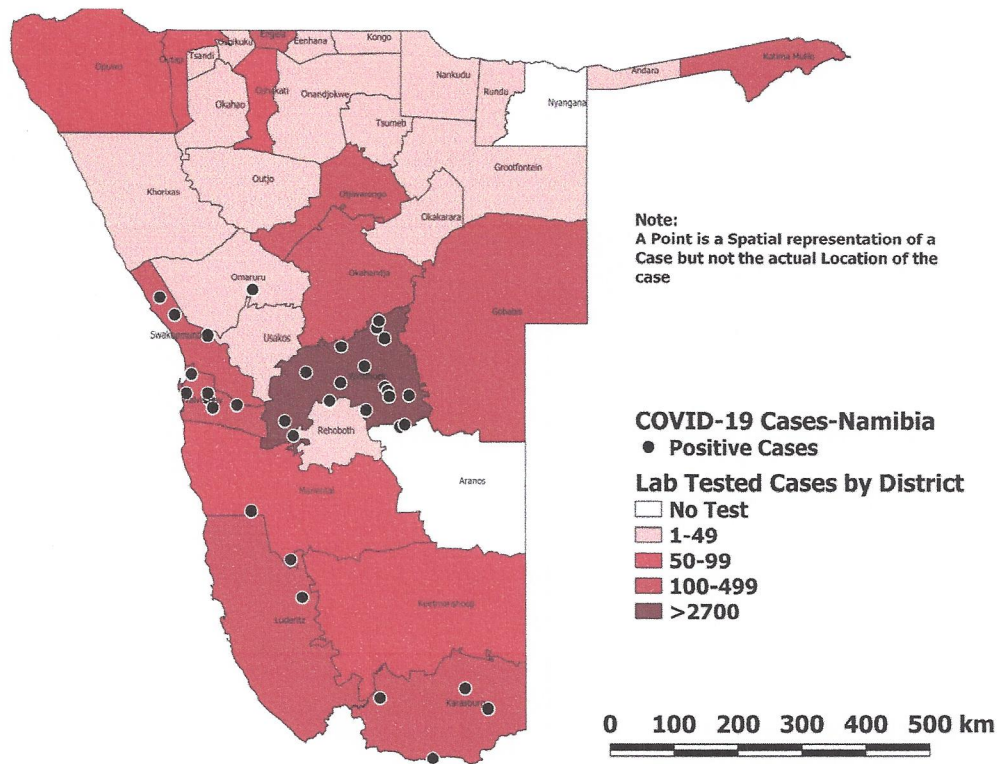 Kongo
Eenhana
Engela
Tsandi
Opuwo
Outapi
Katima Mulilo
Andara
Nankudu
Rundu
Nyangana
Onandjokwe
Okahao
Oshakati
Tsumeb
Grootfontein
Outjo
Khorixas
Otjiwarongo
Okakarara
Note:
A Point is a Spatial representation of a
Case but not the actual Location of the
case
Omaruru
Okahandja
Gobabis
Swakopmund
Usakos
Rehoboth
Aranos
Mariental
COVID-19 Cases-Namibia
Positive Cases
Lab Tested Cases by District
No Test
1-49
50-99
100-499
>2700
Keetmanshoop
Luderitz
Karasburg
0 100 200 300 400 500 km